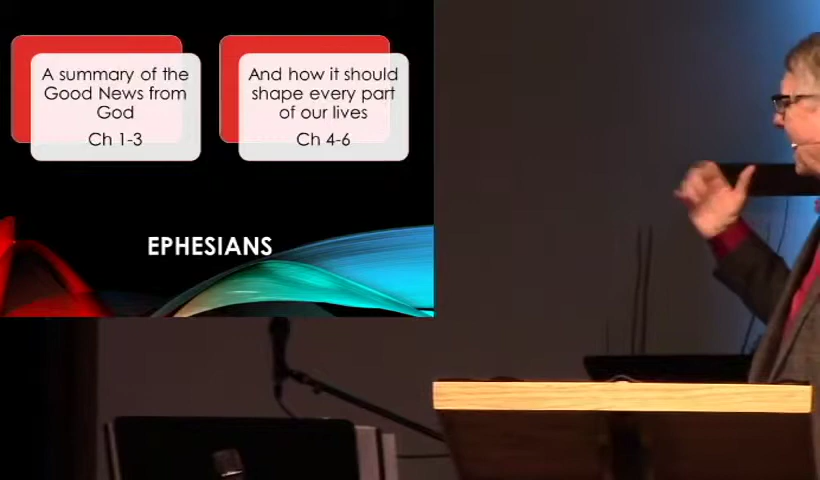 A summary of the
Good News from
God
Ch 1-3
And how it should
shape every part
of our lives
Ch 4-6
EPHESIANS